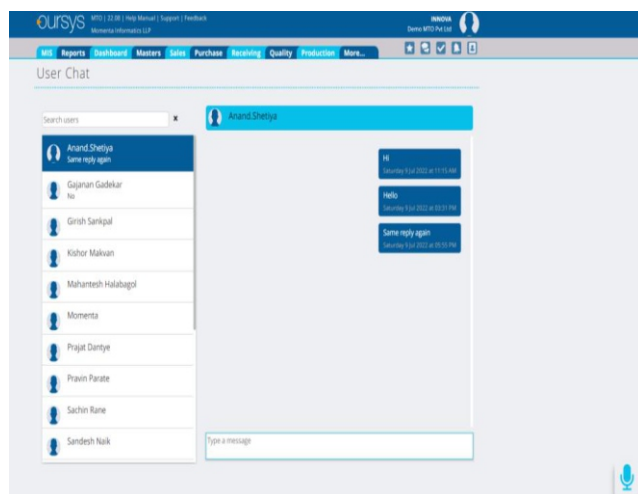 oursys
MTO | 22.08 | Help Manual | Support | Feedback
Momenta Informatics LLP
INNOVA
Demo MTO Pvt Ltd
MIS Reports Dashboard Masters Sales Purchase Receiving Quality Production More...
User Chat
Search users x
Anand.Shetiya
Same reply again
Gajanan Gadekar
No
Girish Sankpal
Kishor Makvan
Mahantesh Halabagol
Momenta
Prajat Dantye
Pravin Parate
Sachin Rane
Sandesh Naik
Anand.Shetiya
Hi
Saturday 9 Jul 2022 at 11:15 AM
Hello
Saturday 9 Jul 2022 at 03:31 PM
Same reply again
Saturday 9 Jul 2022 at 05:55 PM
Type a message